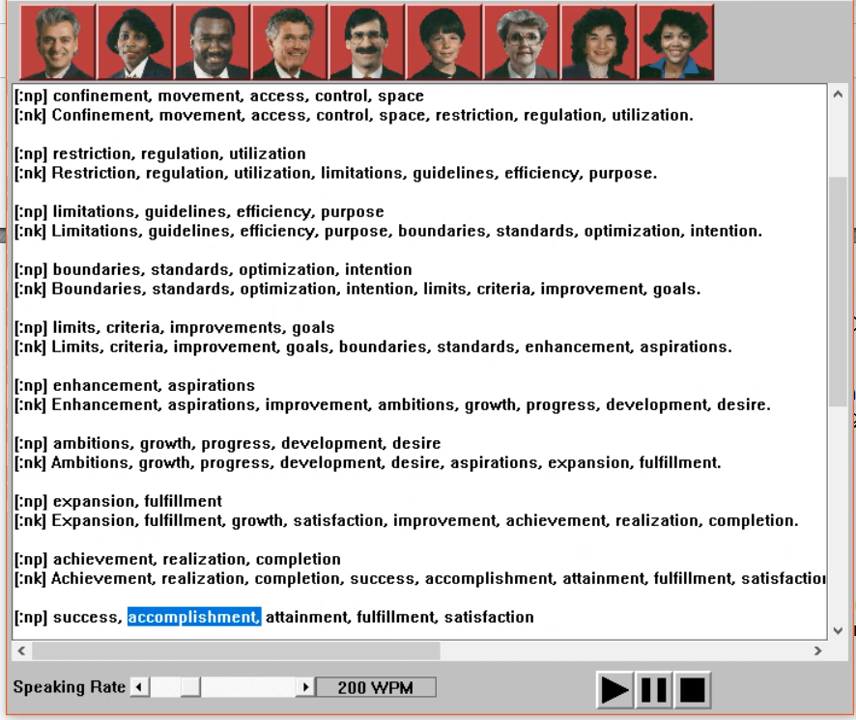 [:np] confinement, movement, access, control, space
[:nk] Confinement, movement, access, control, space, restriction, regulation, utilization.
[:np] restriction, regulation, utilization
[:nk] Restriction, regulation, utilization, limitations, guidelines, efficiency, purpose.
[:np] limitations, guidelines, efficiency, purpose
[:nk] Limitations, guidelines, efficiency, purpose, boundaries, standards, optimization, intention.
[:np] boundaries, standards, optimization, intention
[:nk] Boundaries, standards, optimization, intention, limits, criteria, improvement, goals.
[:np] limits, criteria, improvements, goals
[:nk] Limits, criteria, improvement, goals, boundaries, standards, enhancement, aspirations.
[:np] enhancement, aspirations
[:nk] Enhancement, aspirations, improvement, ambitions, growth, progress, development, desire.
[:np] ambitions, growth, progress, development, desire
[:nk] Ambitions, growth, progress, development, desire, aspirations, expansion, fulfillment.
[:np] expansion, fulfillment
[:nk] Expansion, fulfillment, growth, satisfaction, improvement, achievement, realization, completion.
[:np] achievement, realization, completion
[:nk] Achievement, realization, completion, success, accomplishment, attainment, fulfillment, satisfaction
[:np] success, accomplishment, attainment, fulfillment, satisfaction
Speaking Rate 200 WPM